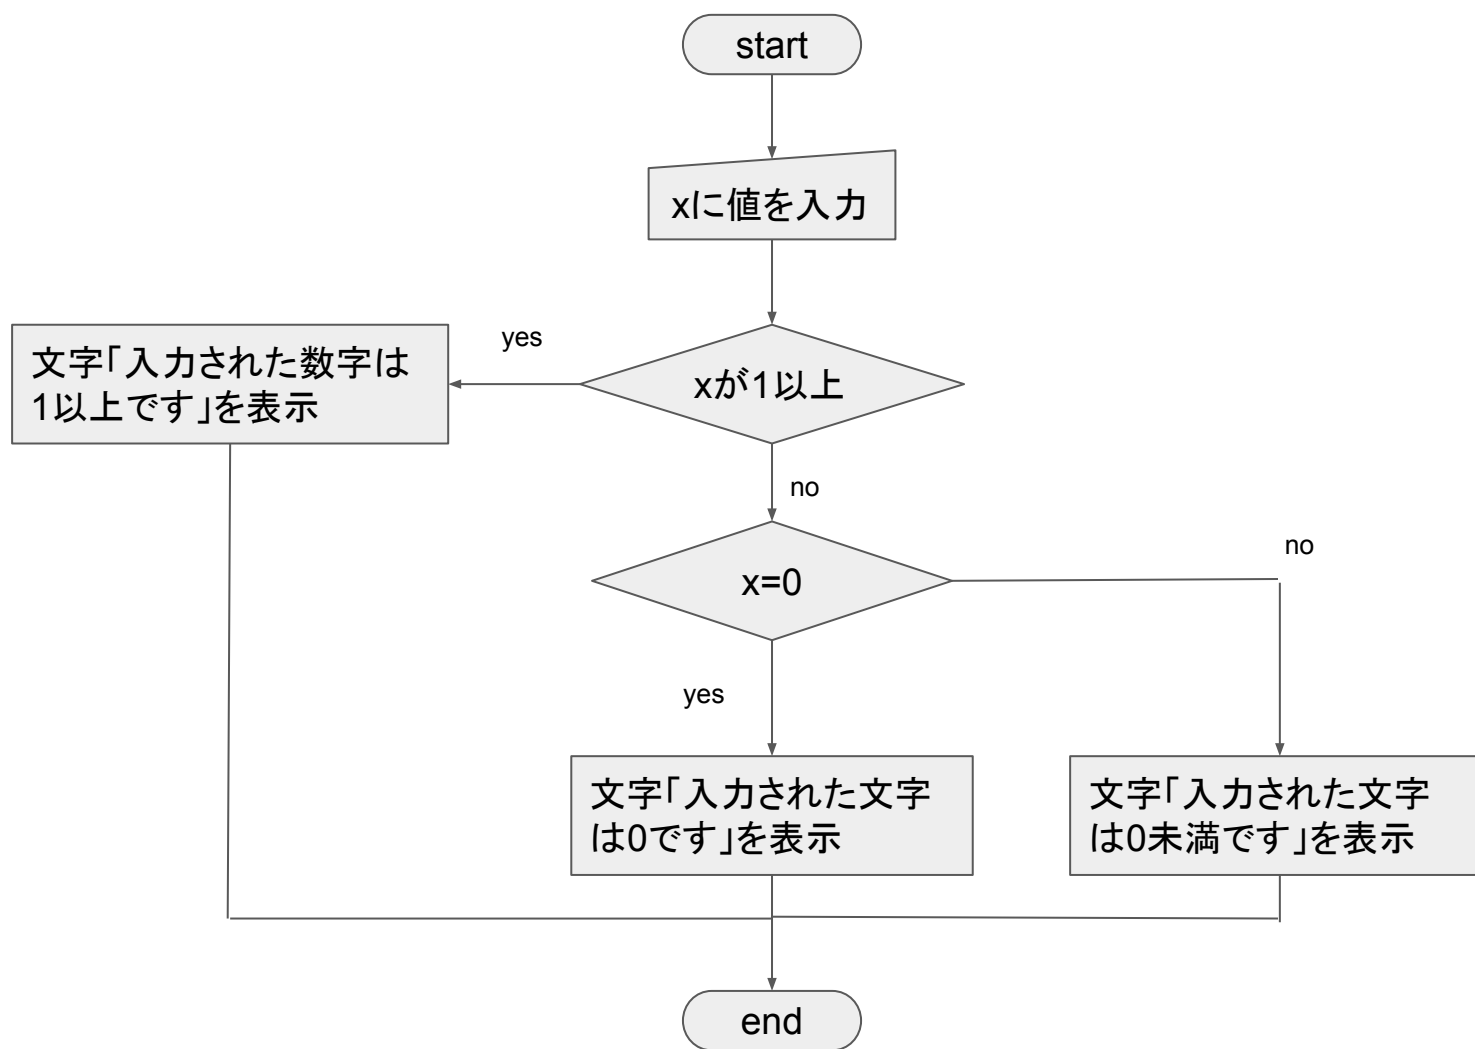 start
xに値を入力
yes
文字「入力された数字は
1以上です」を表示
xが1以上
no
x=0
no
yes
文字「入力された文字
は0です」を表示
文字「入力された文字
は0未満です」を表示
end